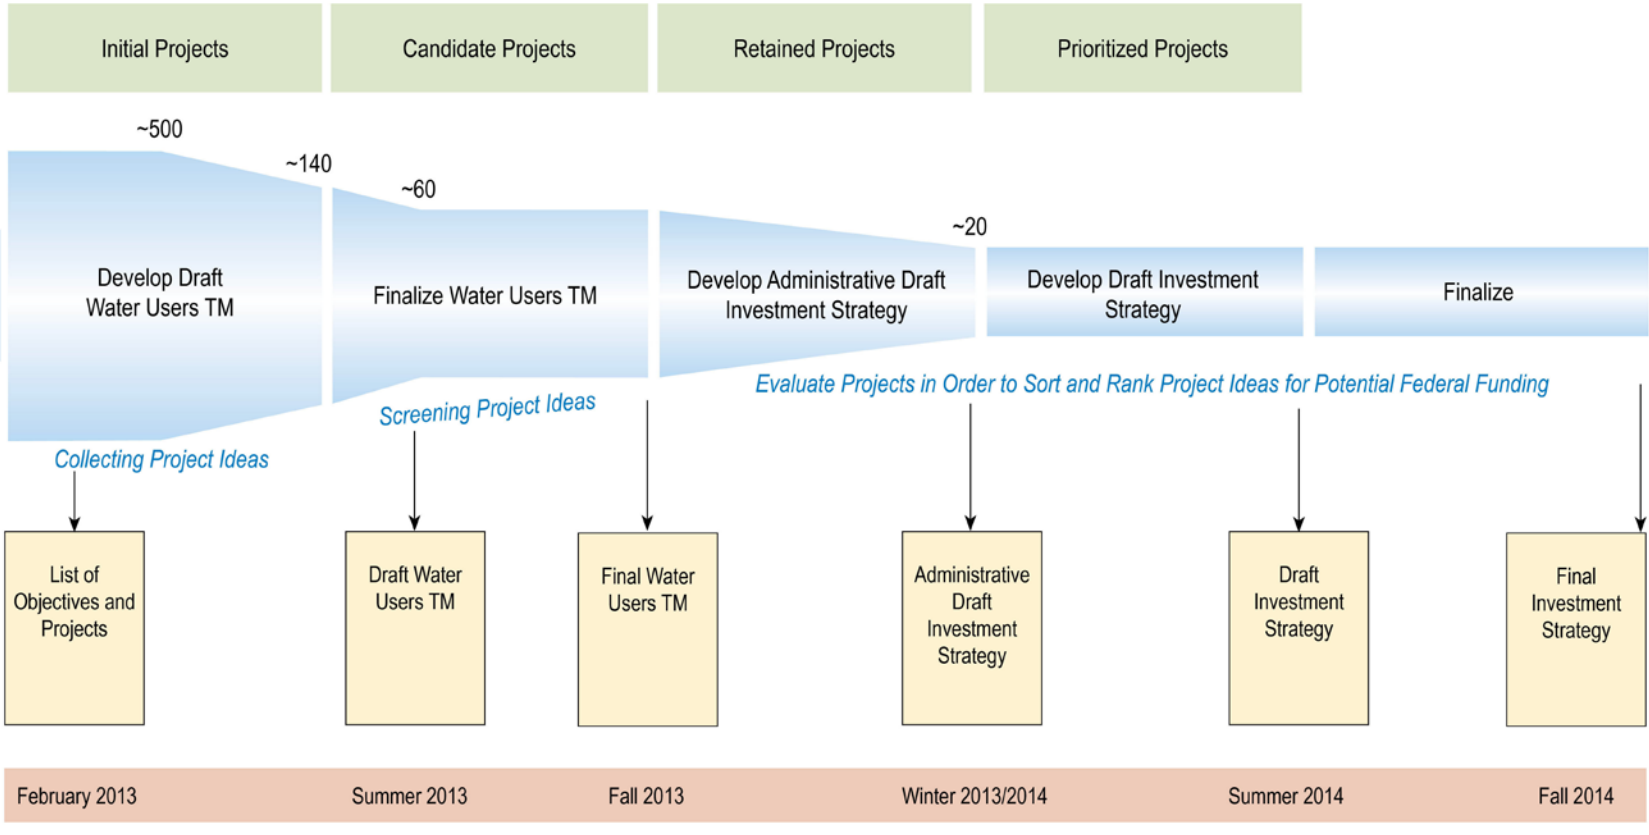 Initial Projects
Candidate Projects
Retained Projects
Prioritized Projects
~500
~140
~60
~20
Develop Draft
Water Users TM
Finalize Water Users TM
Develop Administrative Draft
Investment Strategy
Develop Draft Investment
Strategy
Finalize
Collecting Project Ideas
Screening Project Ideas
Evaluate Projects in Order to Sort and Rank Project Ideas for Potential Federal Funding
List of
Objectives and
Projects
Draft Water
Users TM
Final Water
Users TM
Administrative
Draft
Investment
Strategy
Draft
Investment
Strategy
Final
Investment
Strategy
February 2013
Summer 2013
Fall 2013
Winter 2013/2014
Summer 2014
Fall 2014